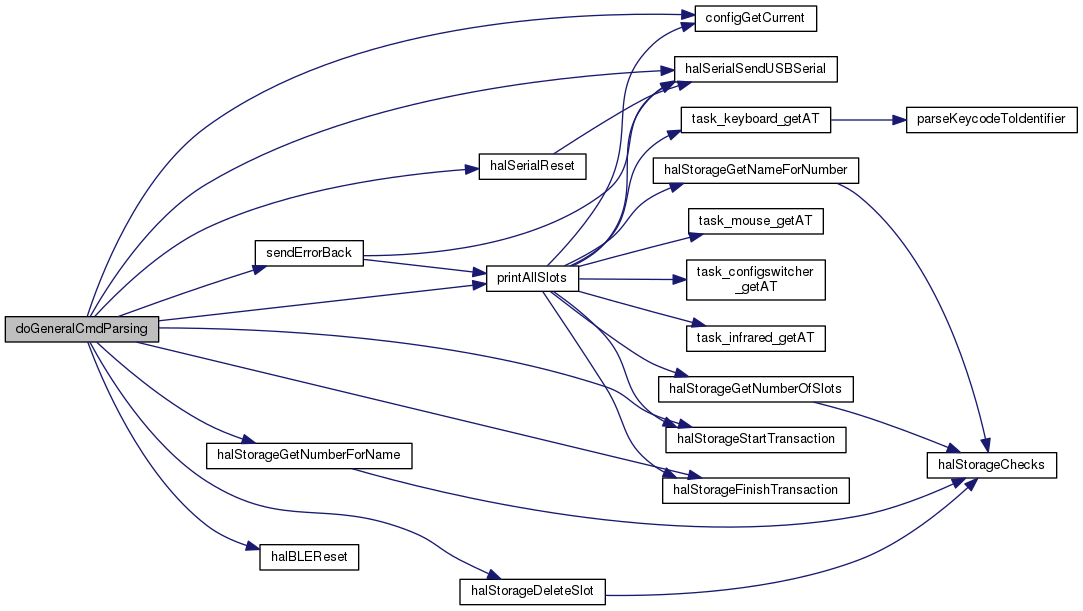 configGetCurrent
halSerialSendUSBSerial
task_keyboard_getAT
parseKeycodeToIdentifier
halSerialReset
halStorageGetNameForNumber
task_mouse_getAT
sendErrorBack
printAllSlots
task_configswitcher
_getAT
doGeneralCmdParsing
task_infrared_getAT
halStorageGetNumberOfSlots
halStorageStartTransaction
halStorageGetNumberForName
halStorageChecks
halStorageFinishTransaction
halBLEReset
halStorageDeleteSlot